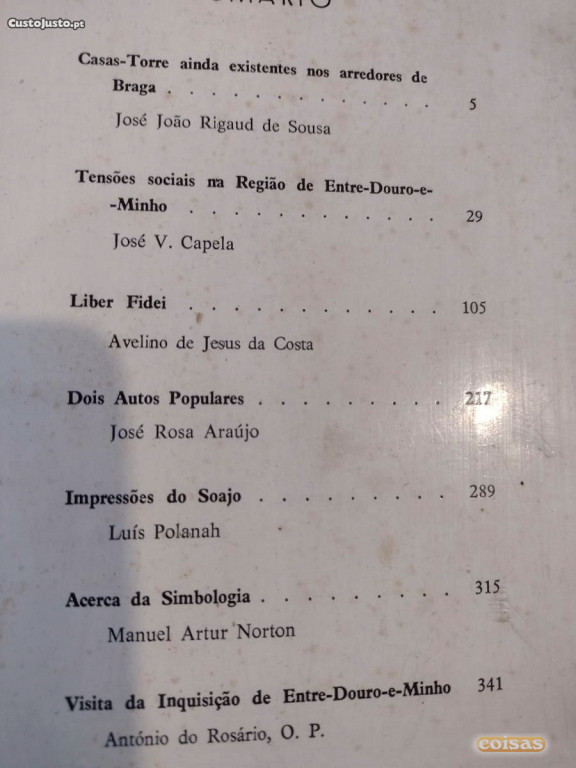 CustoJusto.pt
Casas-Torre ainda existentes nos arredores de
Braga . . . . . . . . . . . . . 5
José João Rigaud de Sousa
Tensões sociais na Região de Entre-Douro-e-
-Minho . . . . . . . . . . . . 29
José V. Capela
Liber Fidei . . . . . . . . . . . . 105
Avelino de Jesus da Costa
Dois Autos Populares . . . . . . . . . 217
José Rosa Araújo
Impressões do Soajo . . . . . . . . . 289
Luís Polanah
Acerca da Simbologia . . . . . . . . . 315
Manuel Artur Norton
Visita da Inquisição de Entre-Douro-e-Minho 341
António do Rosário, O. P.
coisas